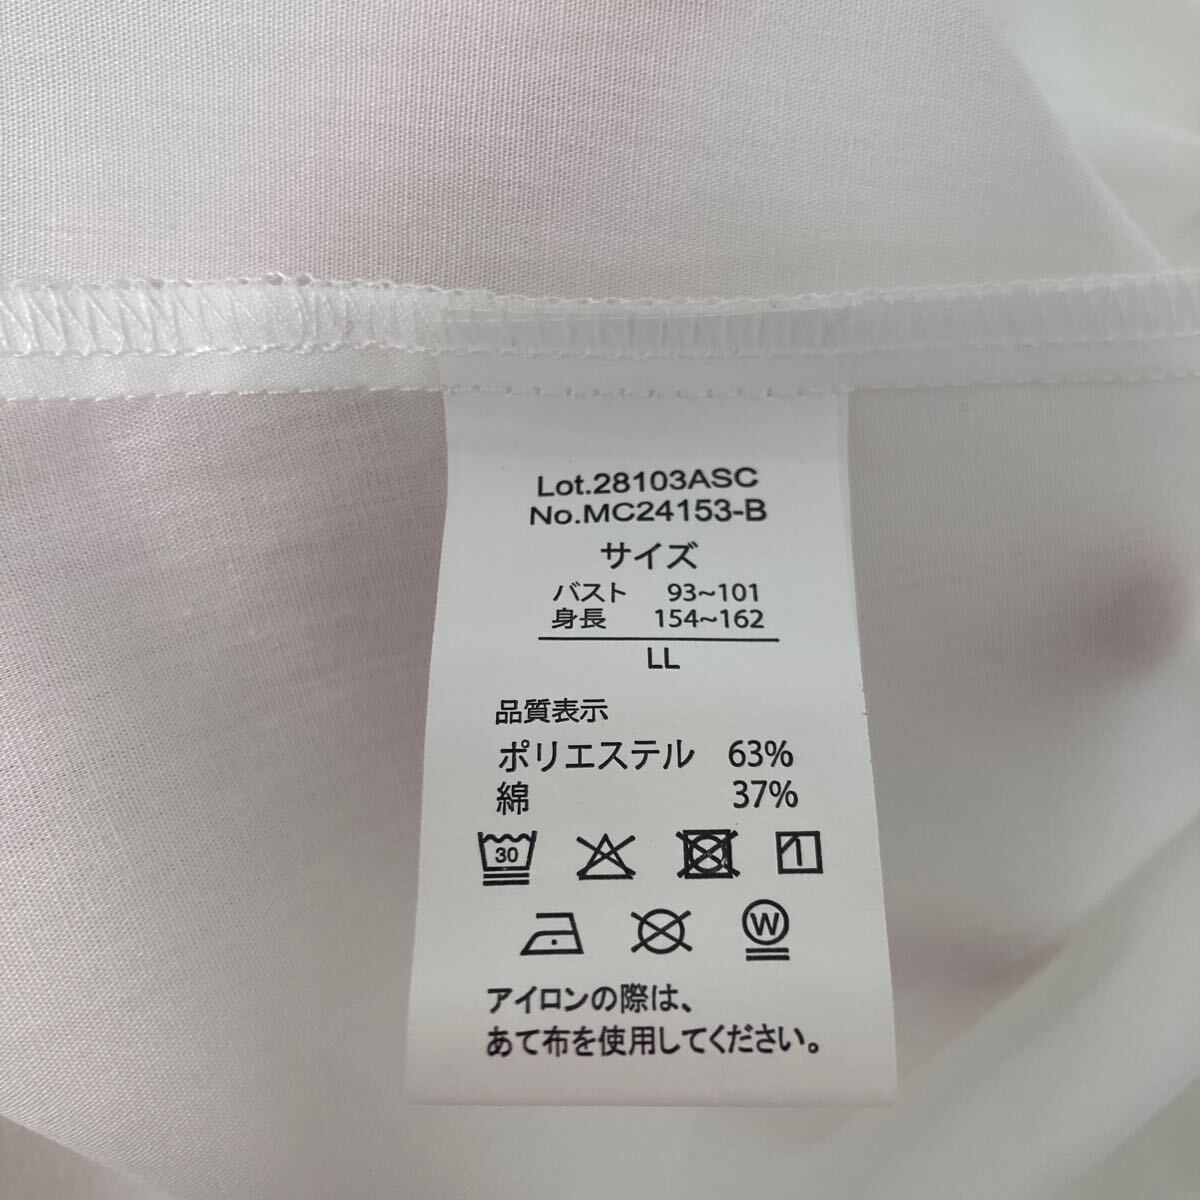 Lot.28103ASC
No.MC24153-B
サイズ
バスト 93~101
身長 154~162
LL
品質表示
ポリエステル 63%
綿 37%
30
W
アイロンの際は、
あて布を使用してください。